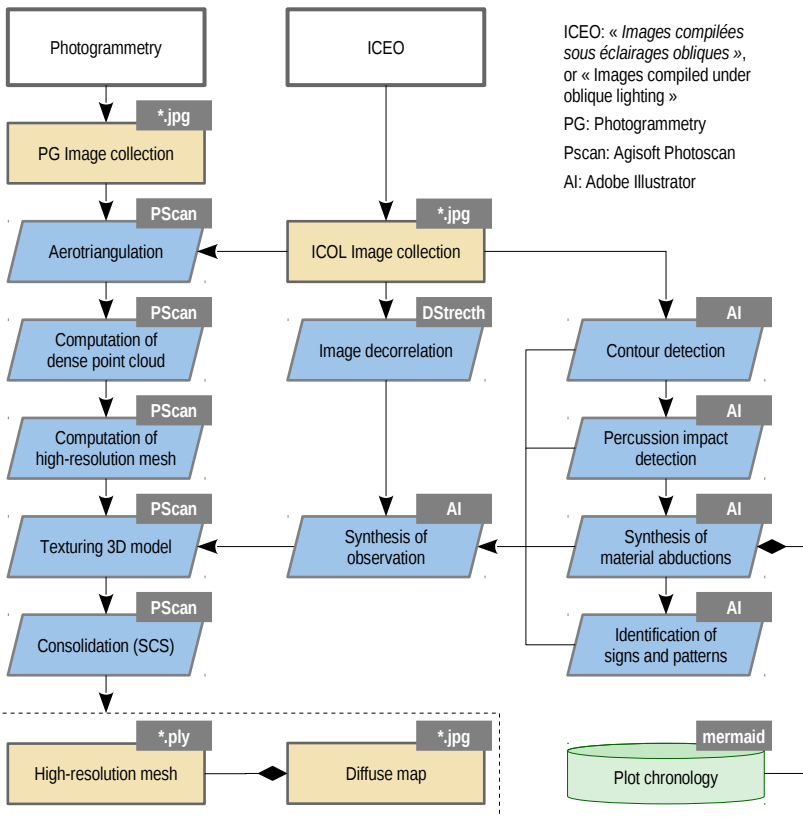 Photogrammetry
ICEO
ICEO: « Images compilées
sous éclairages obliques »,
or « Images compiled under
oblique lighting »
PG: Photogrammetry
Pscan: Agisoft Photoscan
AI: Adobe Illustrator
*.jpg
PG Image collection
PScan
Aerotriangulation
*.jpg
ICOL Image collection
PScan
Computation of
dense point cloud
DStrecth
Image decorrelation
AI
Contour detection
PScan
Computation of
high-resolution mesh
AI
Percussion impact
detection
PScan
Texturing 3D model
AI
Synthesis of
observation
AI
Synthesis of
material abductions
PScan
Consolidation (SCS)
AI
Identification of
signs and patterns
*.ply
High-resolution mesh
*.jpg
Diffuse map
mermaid
Plot chronology